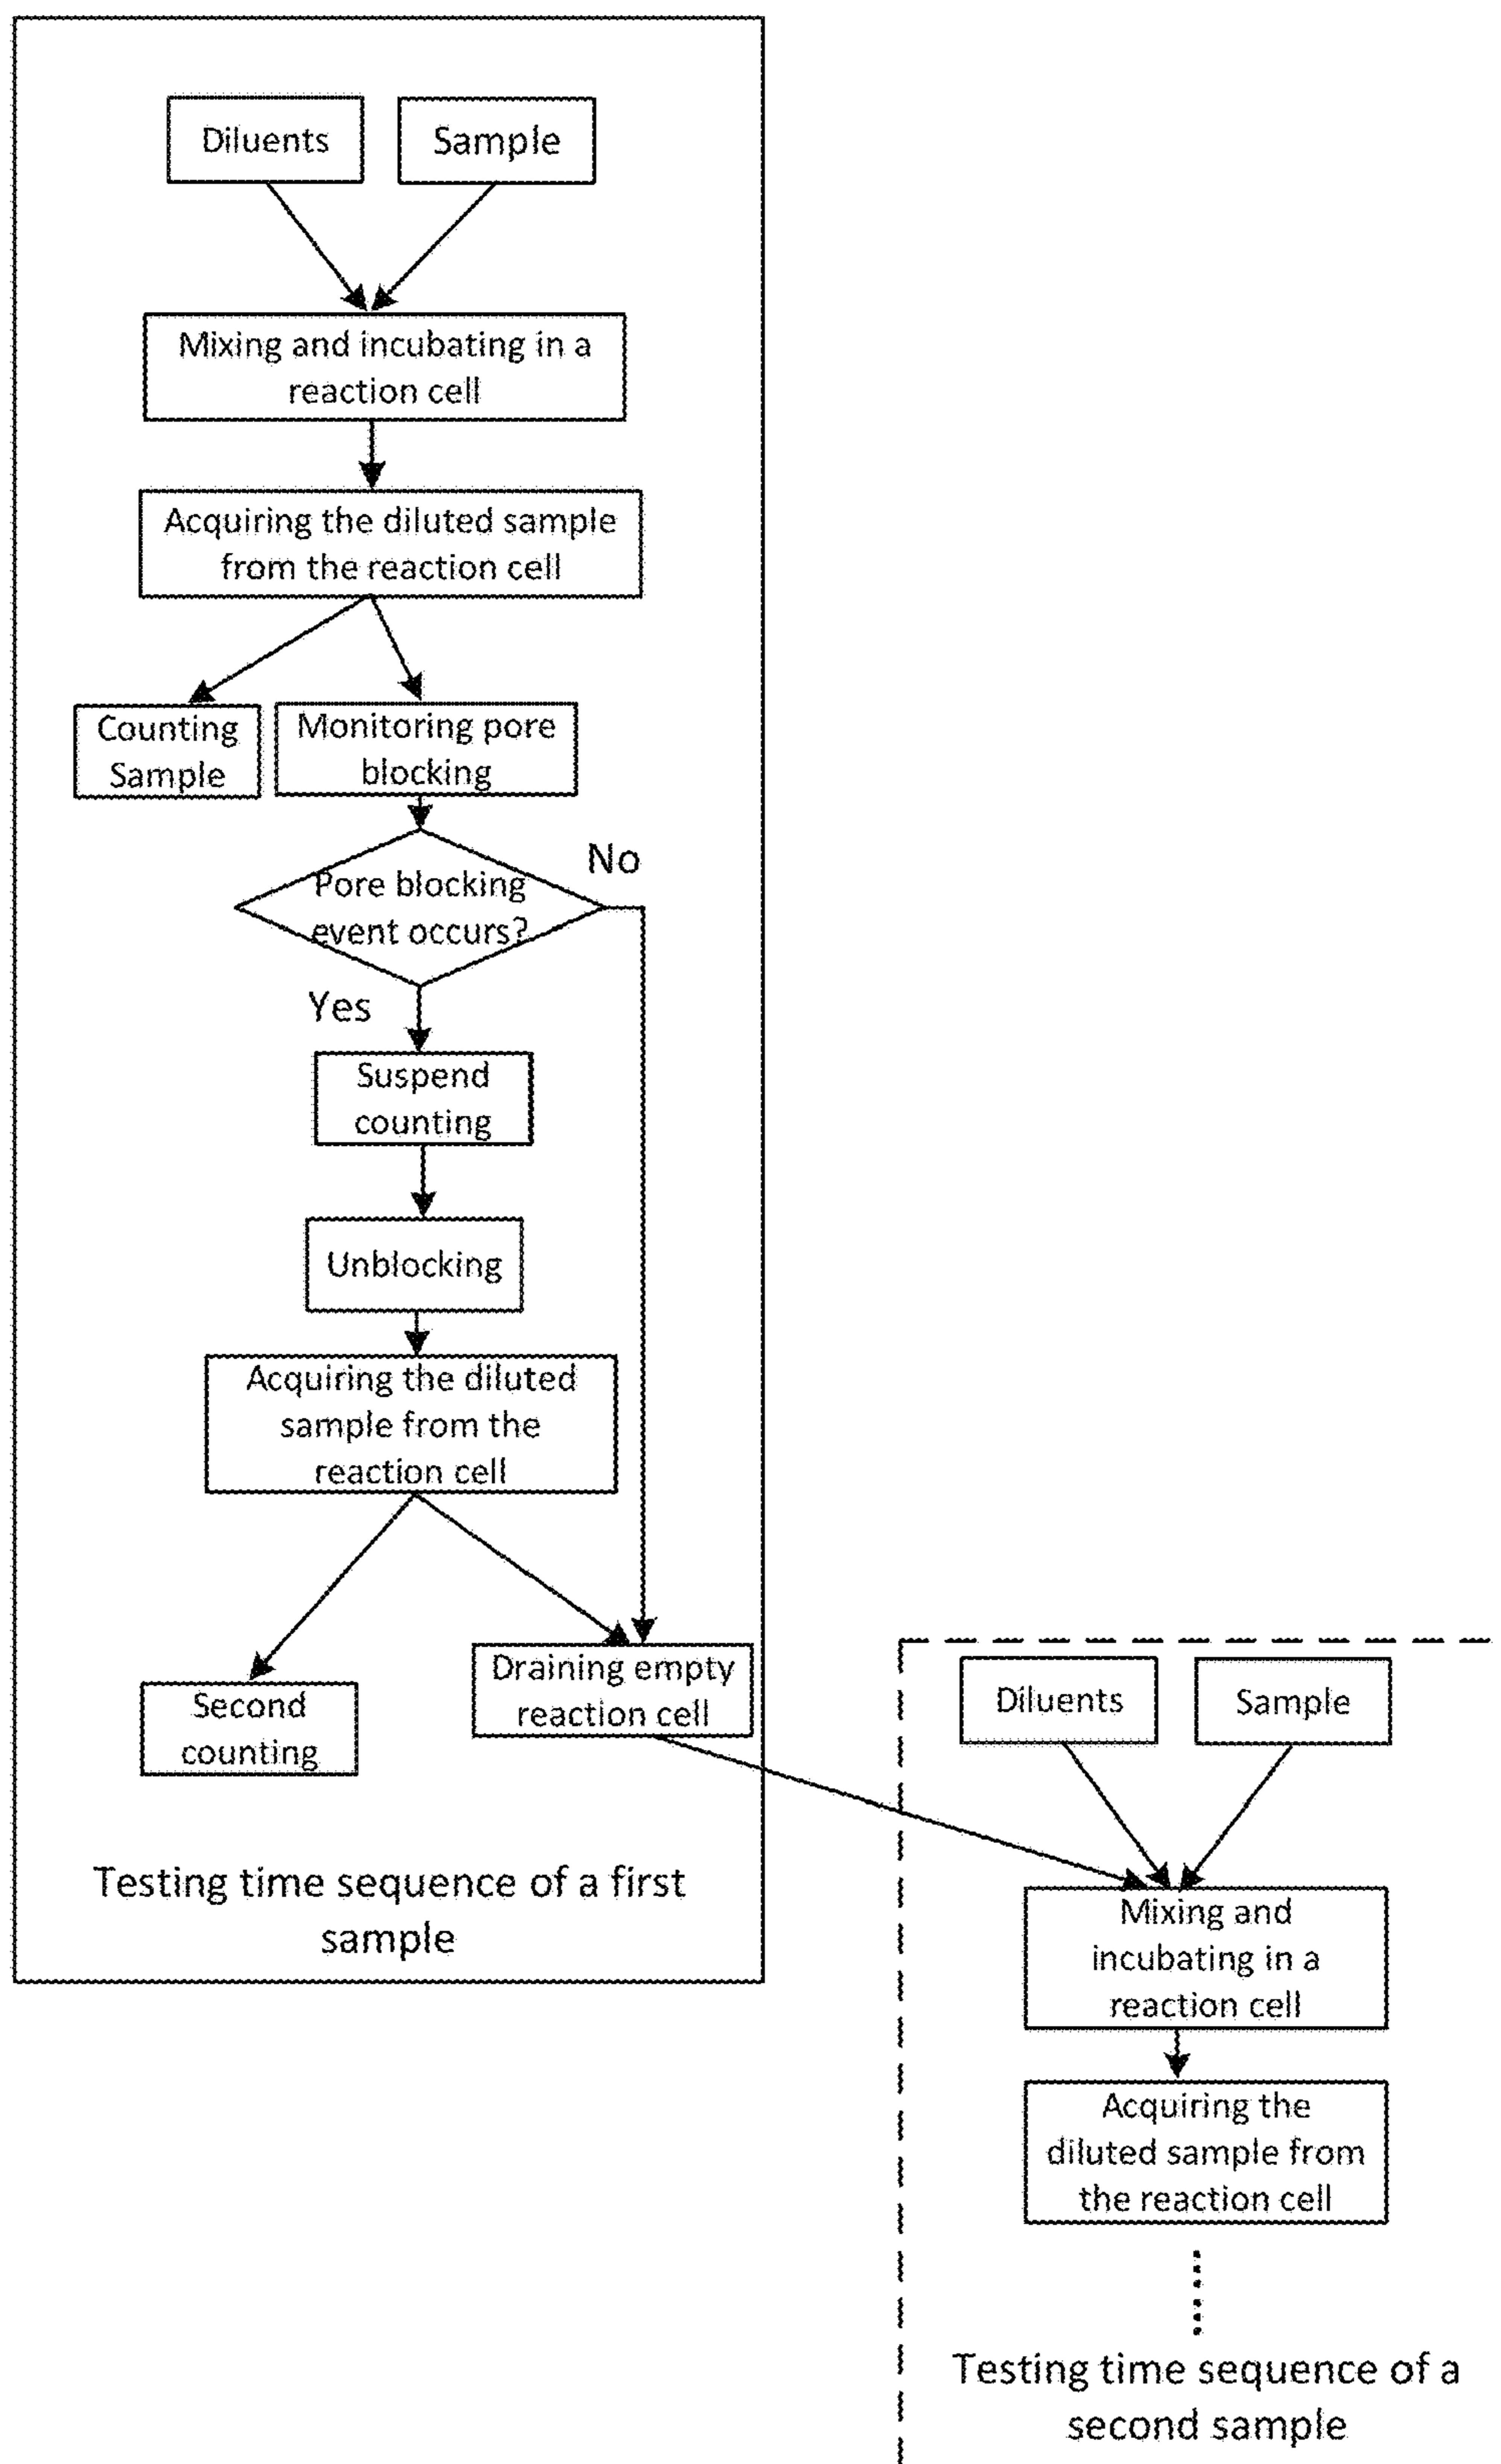 Diluents
Sample
Mixing and incubating in a
reaction cell
Acquiring the diluted sample
from the reaction cell
Counting
Sample
Monitoring pore
blocking
Pore blocking
event occurs?
No
Yes
Suspend
counting
Unblocking
Acquiring the diluted
sample from the
reaction cell
Second
counting
Draining empty
reaction cell
Testing time sequence of a first
sample
Diluents
Sample
Mixing and
incubating in a
reaction cell
Acquiring the
diluted sample from
the reaction cell
Testing time sequence of a
second sample